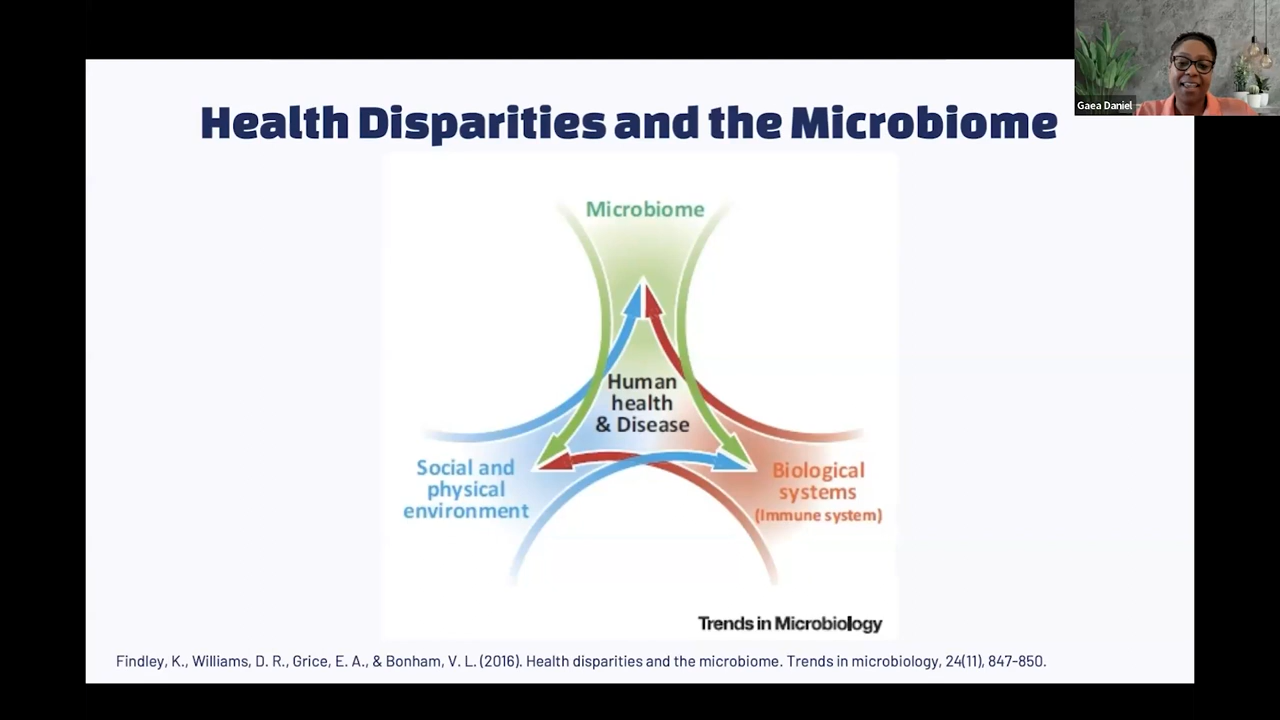 Gaea Daniel
Health Disparities and the Microbiome
Microbiome
Human
health
& Disease
Social and
physical
environment
Biological
systems
(Immune system)
Trends in Microbiology
Findley, K., Williams, D. R., Grice, E. A., & Bonham, V. L. (2016). Health disparities and the microbiome. Trends in microbiology, 24(11), 847-850.